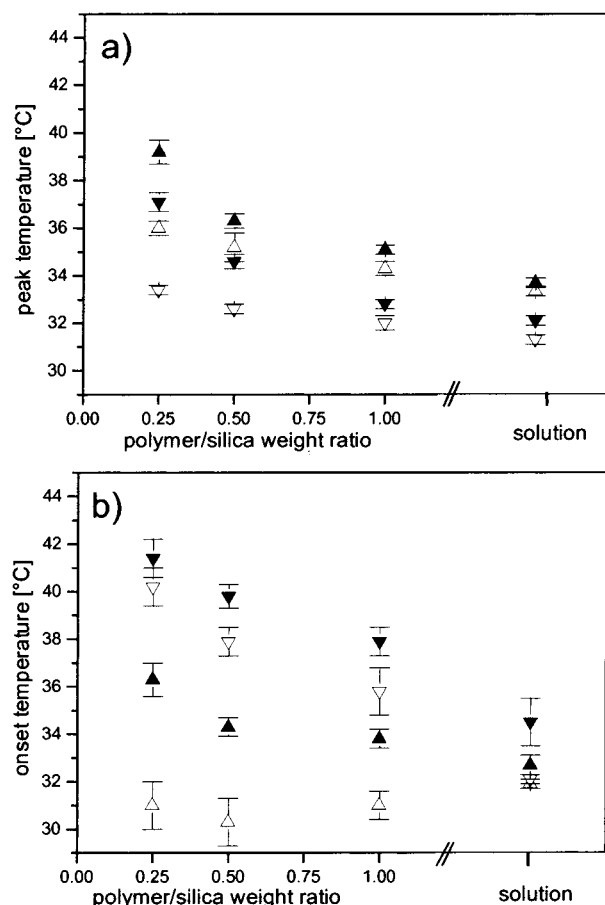 a)
peak temperature [°C]
44
42
40
38
36
34
32
30
0.00 0.25 0.50 0.75 1.00
polymer/silica weight ratio
solution
b)
onset temperature [°C]
44
42
40
38
36
34
32
30
0.00 0.25 0.50 0.75 1.00
polymer/silica weight ratio
solution